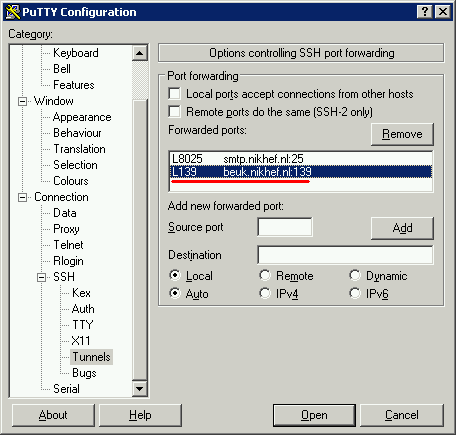 PuTTY Configuration
Category:
Keyboard
Bell
Features
Window
Appearance
Behaviour
Translation
Selection
Colours
Connection
Data
Proxy
Telnet
Rlogin
SSH
Kex
Auth
TTY
X11
Tunnels
Bugs
Serial
Options controlling SSH port forwarding
Port forwarding
Local ports accept connections from other hosts
Remote ports do the same (SSH-2 only)
Forwarded ports:
Remove
L8025 smtp.nikhef.nl:25
L139 beuk.nikhef.nl:139
Add new forwarded port:
Source port
Add
Destination
Local Remote Dynamic
Auto IPv4 IPv6
About Help Open Cancel